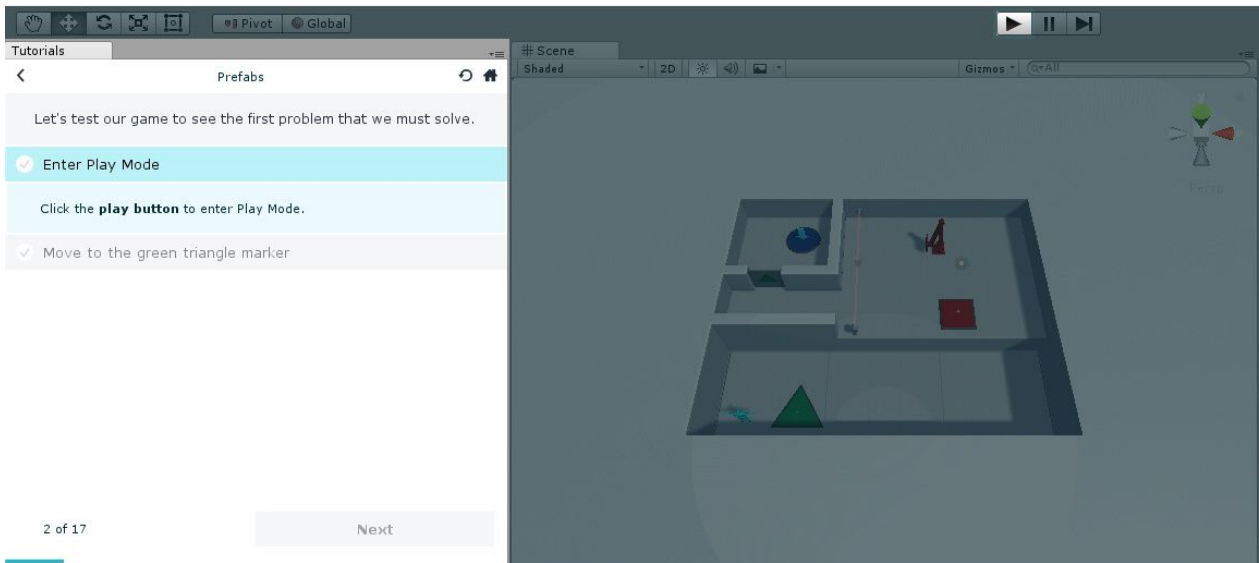 Pivot Global
Tutorials
# Scene
Prefabs
Shaded 2D Gizmos All
Let's test our game to see the first problem that we must solve.
Enter Play Mode
Click the play button to enter Play Mode.
Move to the green triangle marker
Persp
2 of 17
Next